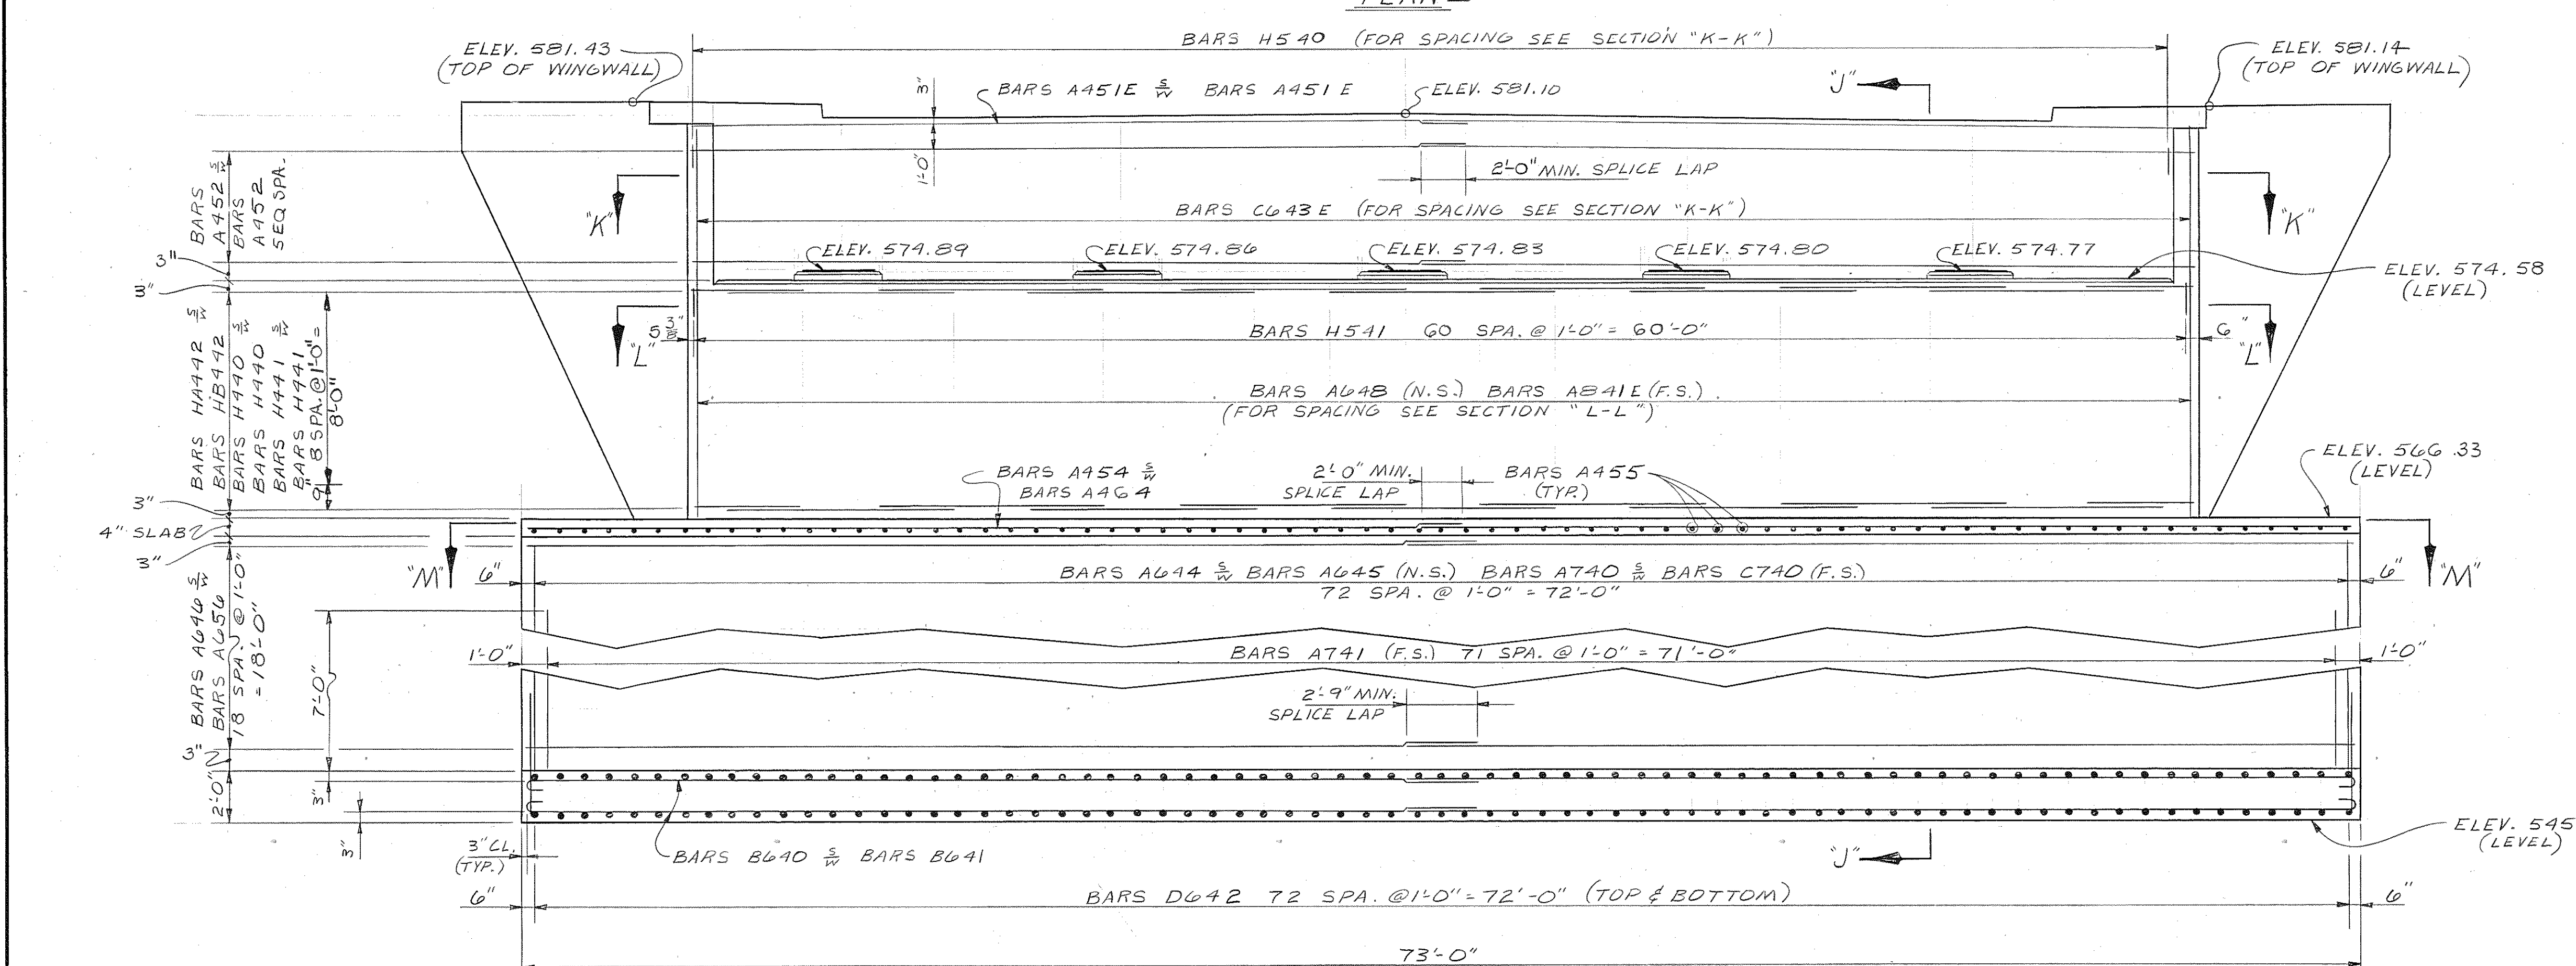 PLAN
BARS H540 (FOR SPACING SEE SECTION "K-K")
ELEV. 581.43
(TOP OF WINGWALL)
ELEV. 581.14
(TOP OF WINGWALL)
3"
BARS A451E S/W BARS A451E
ELEV. 581.10
"J"
1'-0"
2'-0" MIN. SPLICE LAP
BARS
A452 S/W
BARS
A452
5 EQ SPA.
"K"
"K"
BARS C643E (FOR SPACING SEE SECTION "K-K")
ELEV. 574.89
ELEV. 574.86
ELEV. 574.83
ELEV. 574.80
ELEV. 574.77
3"
3"
ELEV. 574.58
(LEVEL)
"L"
5 3/8"
BARS H541 60 SPA. @ 1'-0" = 60'-0"
6"
"L"
BARS HA442 S/W
BARS HB442
BARS H440 S/W
BARS H440
BARS H441 S/W
BARS H441
9" 8 SPA. @ 1'-0" =
8'-0"
BARS A648 (N.S.) BARS A841E (F.S.)
(FOR SPACING SEE SECTION "L-L")
BARS A454 S/W
BARS A464
2'-0" MIN.
SPLICE LAP
BARS A455
(TYP.)
ELEV. 566.33
(LEVEL)
3"
4" SLAB
3"
"M"
6"
BARS A644 S/W BARS A645 (N.S.) BARS A740 S/W BARS C740 (F.S.)
72 SPA. @ 1'-0" = 72'-0"
6"
"M"
BARS A646 S/W
BARS A656
18 SPA. @ 1'-0"
= 18'-0"
7'-0"
1'-0"
BARS A741 (F.S.) 71 SPA. @ 1'-0" = 71'-0"
1'-0"
2'-9" MIN.
SPLICE LAP
3"
2'-0"
3"
3"
3" CL.
(TYP.)
BARS B640 S/W BARS B641
"J"
ELEV. 545
(LEVEL)
6"
BARS D642 72 SPA. @ 1'-0" = 72'-0" (TOP & BOTTOM)
6"
73'-0"